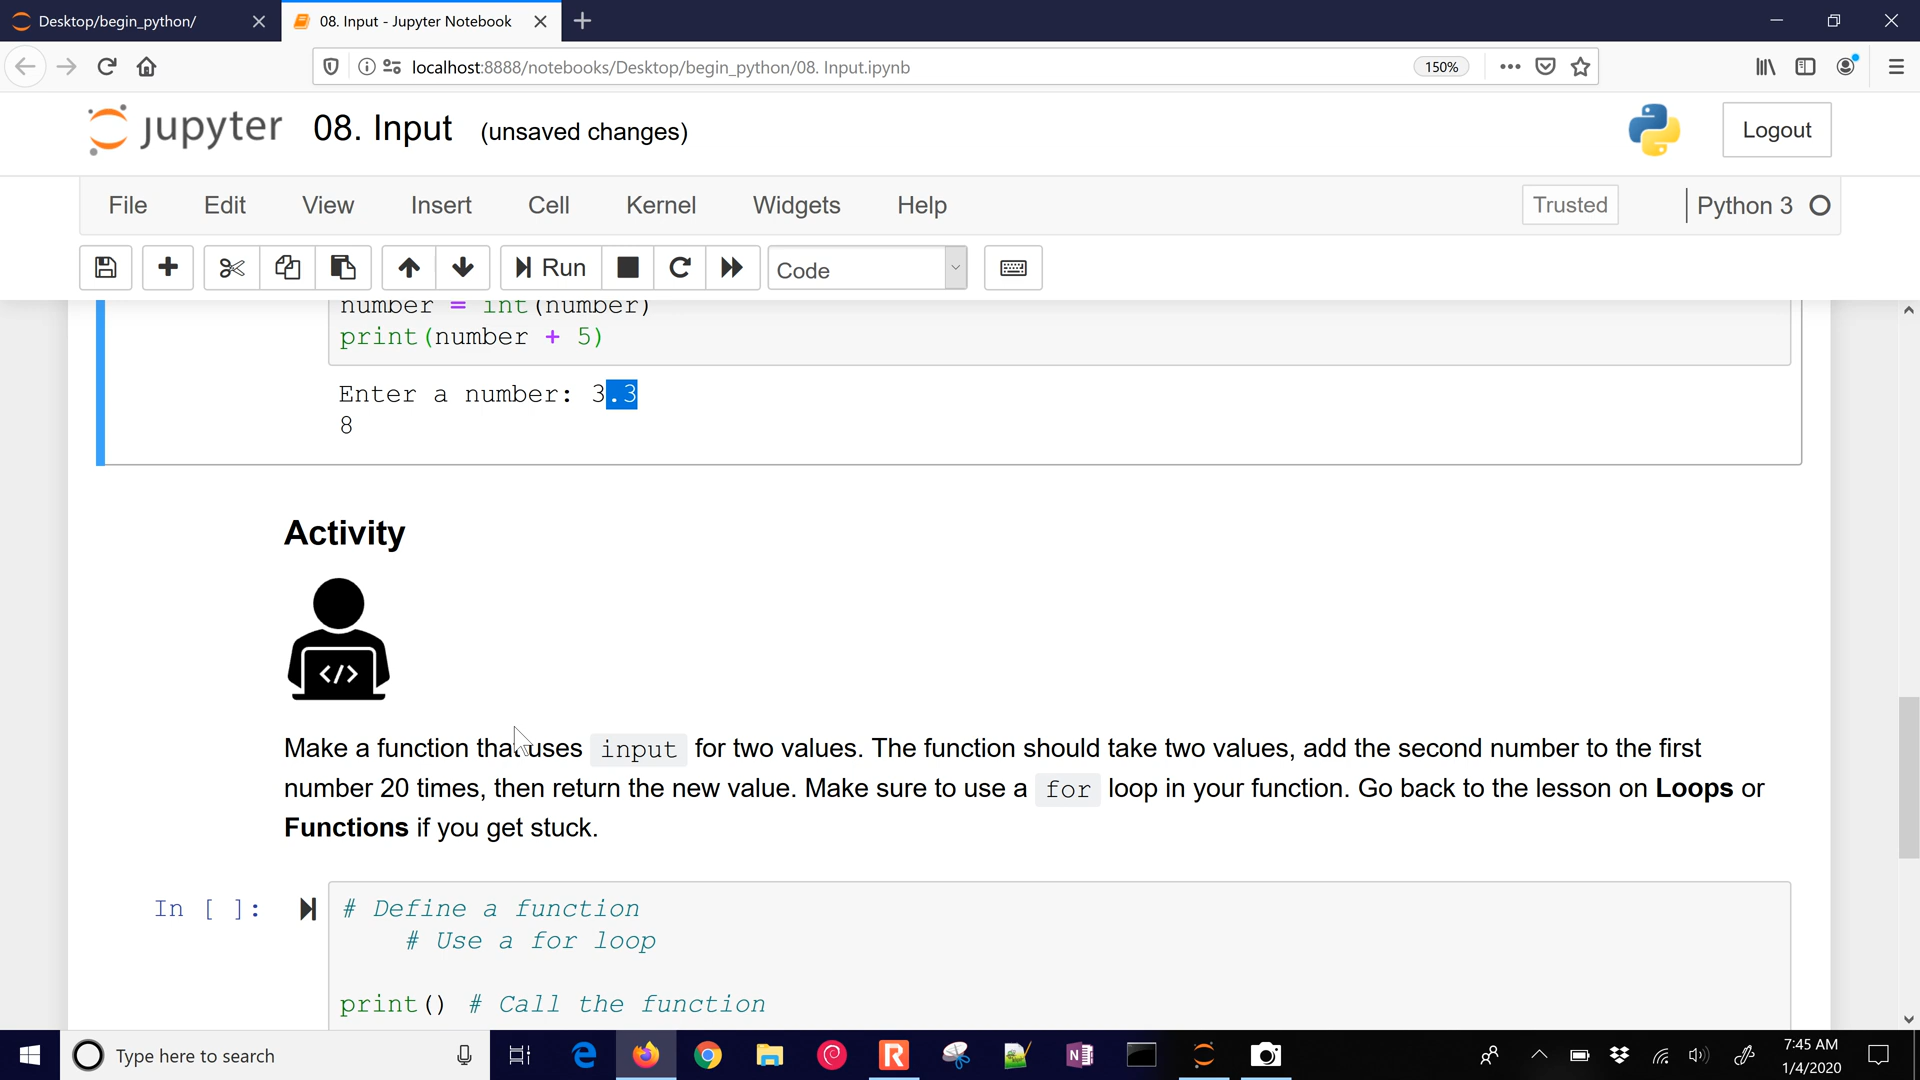 Desktop/begin_python/
08. Input - Jupyter Notebook
localhost:8888/notebooks/Desktop/begin_python/08. Input.ipynb
150%
jupyter 08. Input (unsaved changes)
Logout
File Edit View Insert Cell Kernel Widgets Help
Trusted
Python 3
Run
Code
number = int(number)
print(number + 5)
Enter a number: 3.3
8
Activity
</>
Make a function that uses input for two values. The function should take two values, add the second number to the first
number 20 times, then return the new value. Make sure to use a for loop in your function. Go back to the lesson on Loops or
Functions if you get stuck.
In [ ]:
# Define a function
# Use a for loop
print() # Call the function
Type here to search
R
N
7:45 AM
1/4/2020